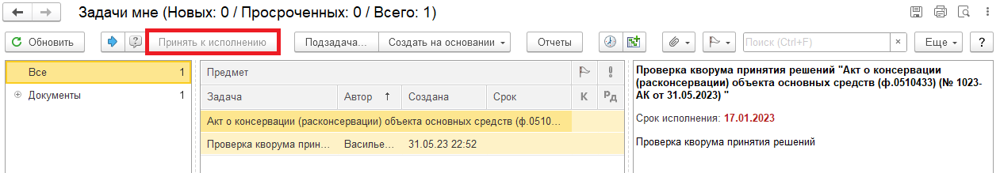 Задачи мне (Новых: 0 / Просроченных: 0 / Всего: 1)
Обновить Принять к исполнению Подзадача... Создать на основании Отчеты Поиск (Ctrl+F) × Еще ?
Все 1
Документы 1
Предмет
Задача Автор ↑ Создана Срок К Рд
Акт о консервации (расконсервации) объекта основных средств (ф.0510...
Проверка кворума прин... Василье... 31.05.23 22:52
Проверка кворума принятия решений "Акт о консервации
(расконсервации) объекта основных средств (ф.0510433) (№ 1023-
АК от 31.05.2023) "
Срок исполнения: 17.01.2023
Проверка кворума принятия решений